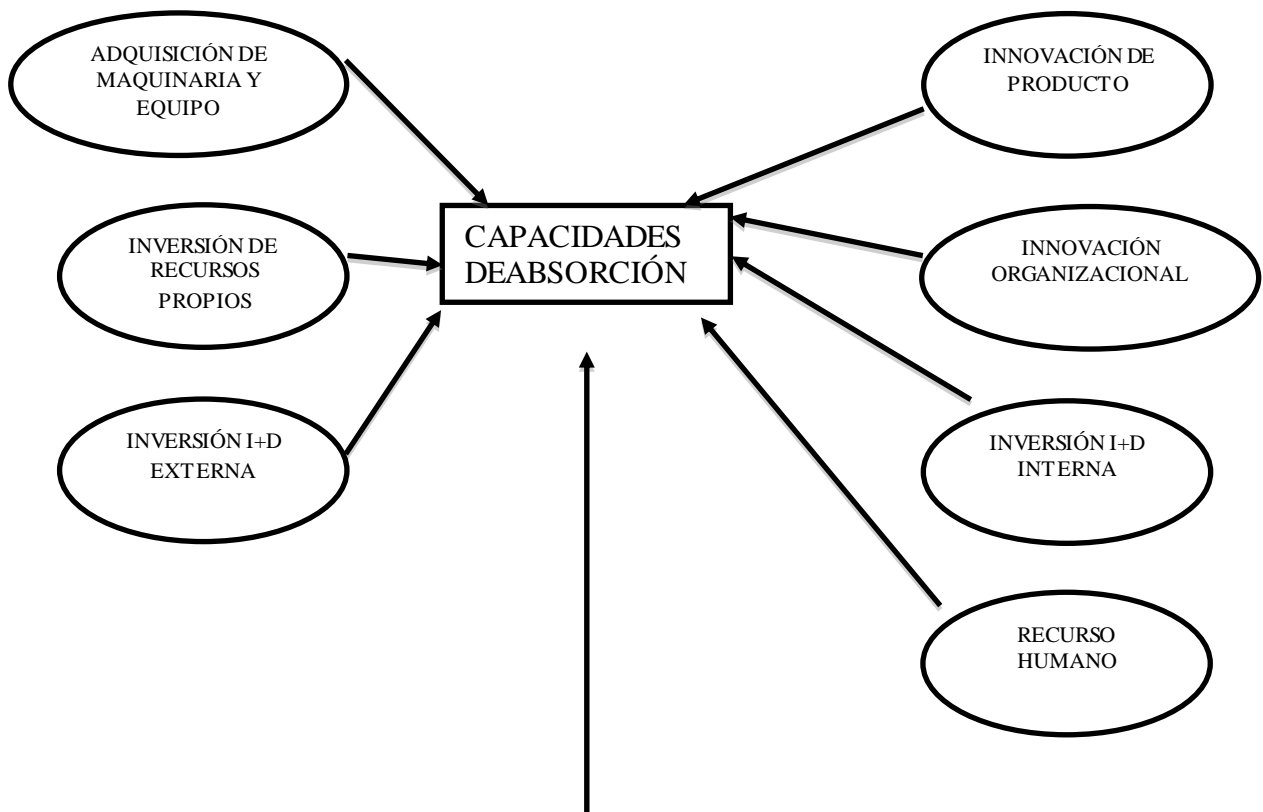 ADQUISICIÓN DE
MAQUINARIA Y
EQUIPO
INVERSIÓN DE
RECURSOS
PROPIOS
INVERSIÓN I+D
EXTERNA
CAPACIDADES
DEABSORCIÓN
INNOVACIÓN DE
PRODUCTO
INNOVACIÓN
ORGANIZACIONAL
INVERSIÓN I+D
INTERNA
RECURSO
HUMANO